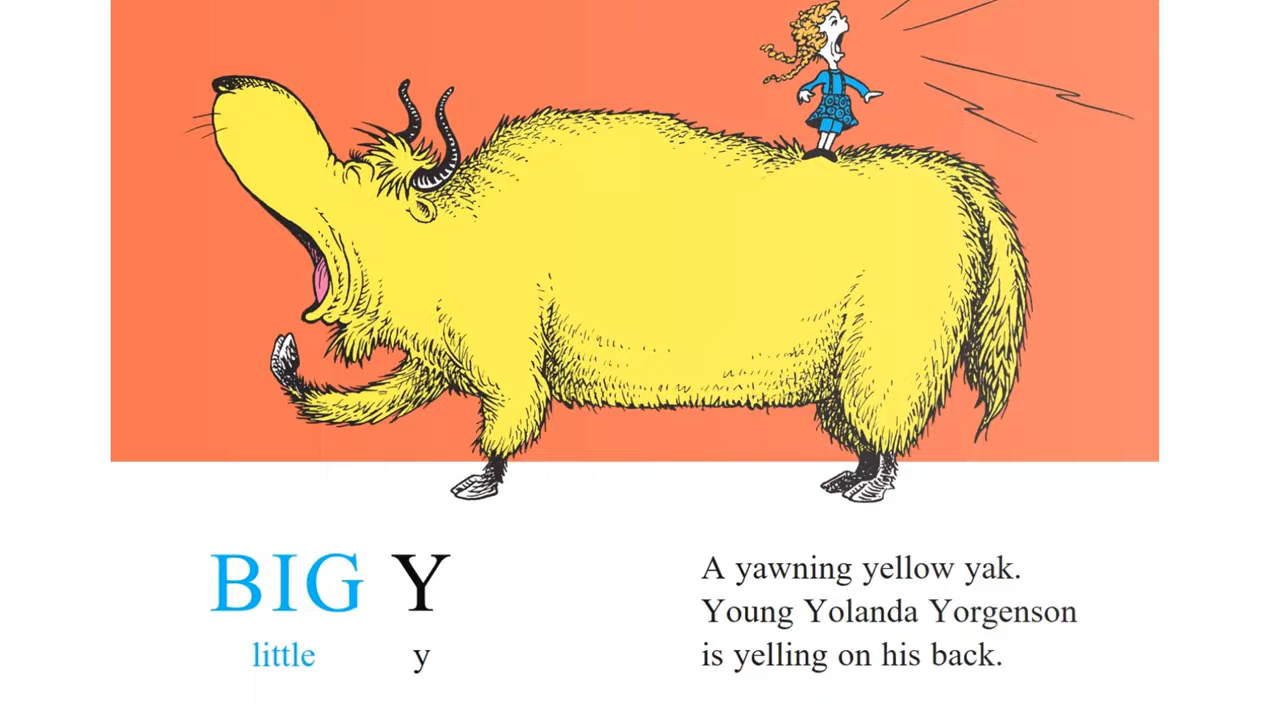 BIG Y
little y
A yawning yellow yak.
Young Yolanda Yorgenson
is yelling on his back.